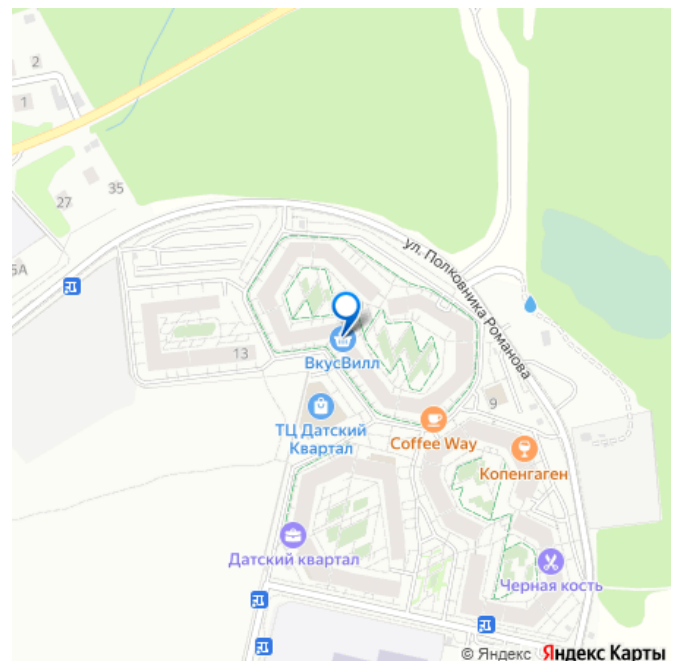 2
1
35
27
ул. Полковника Романова
5А
13
ВкусВилл
9
ТЦ Датский
Квартал
Coffee Way
Копенгаген
Датский квартал
Черная кость
© Яндекс Яндекс Карты